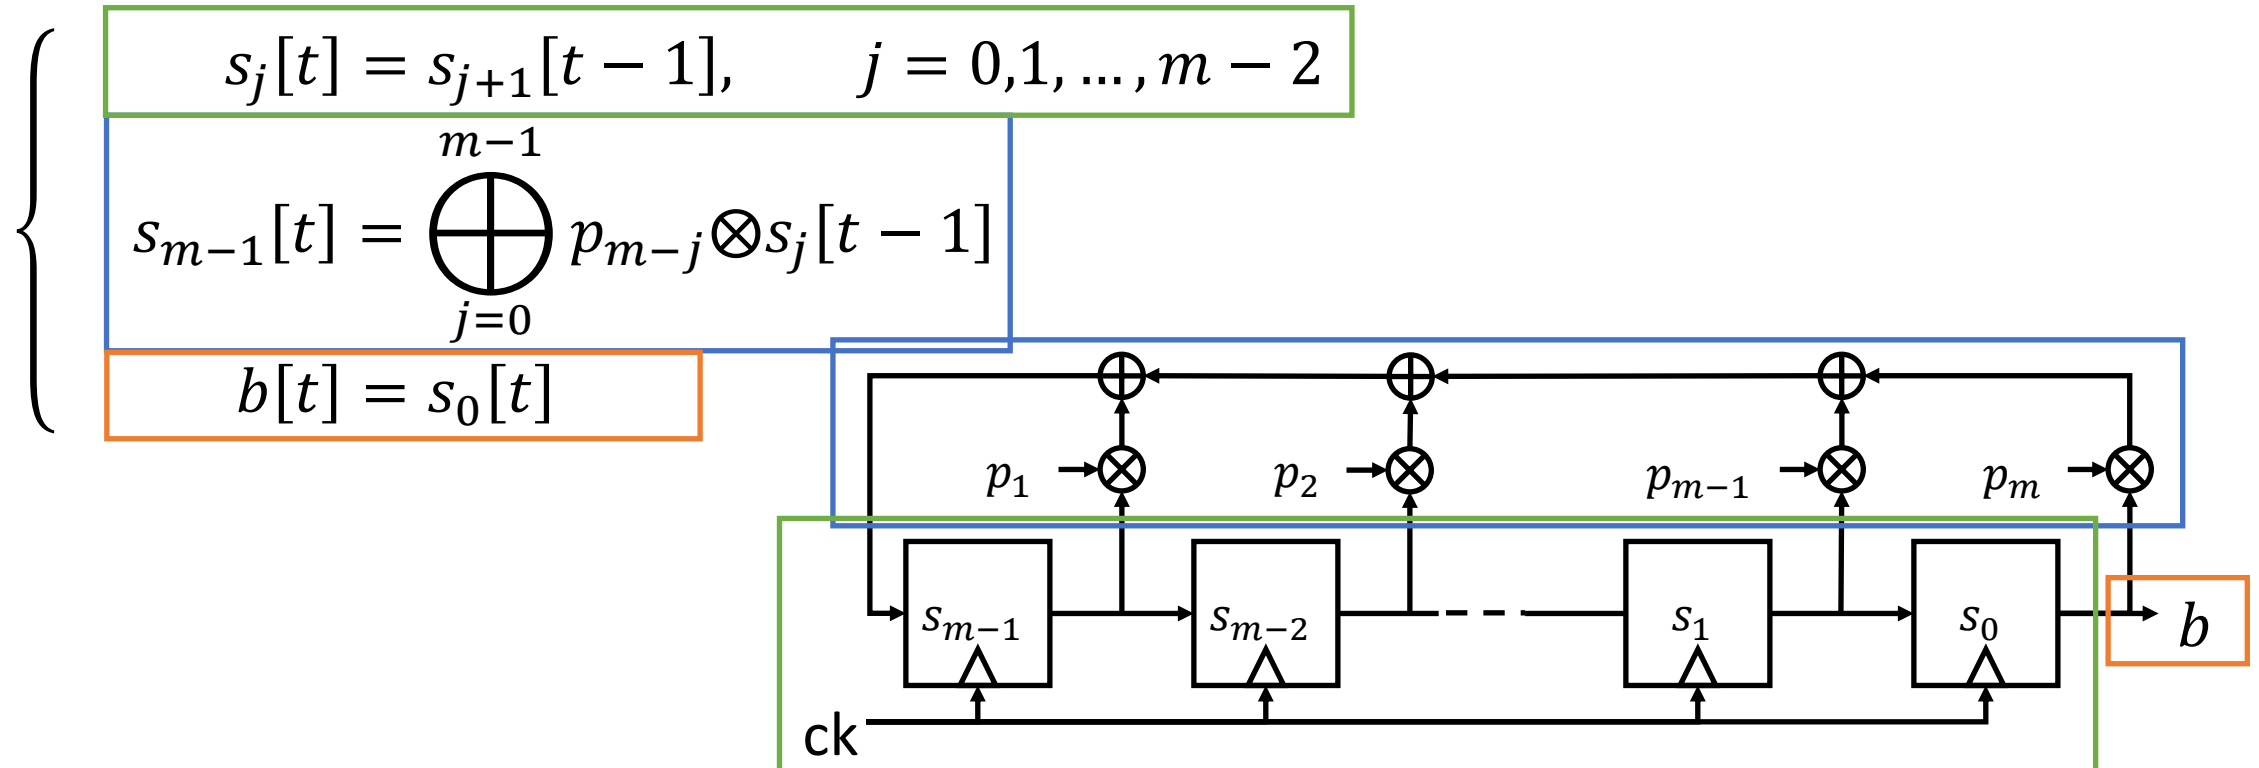 s_j[t] = s_{j+1}[t − 1], j = 0,1, … , m − 2
s_{m−1}[t] = ⨁_{j=0}^{m−1} p_{m−j}⊗s_j[t − 1]
b[t] = s_0[t]
p_1 p_2 p_{m−1} p_m
s_{m−1} s_{m−2} s_1 s_0 b
ck